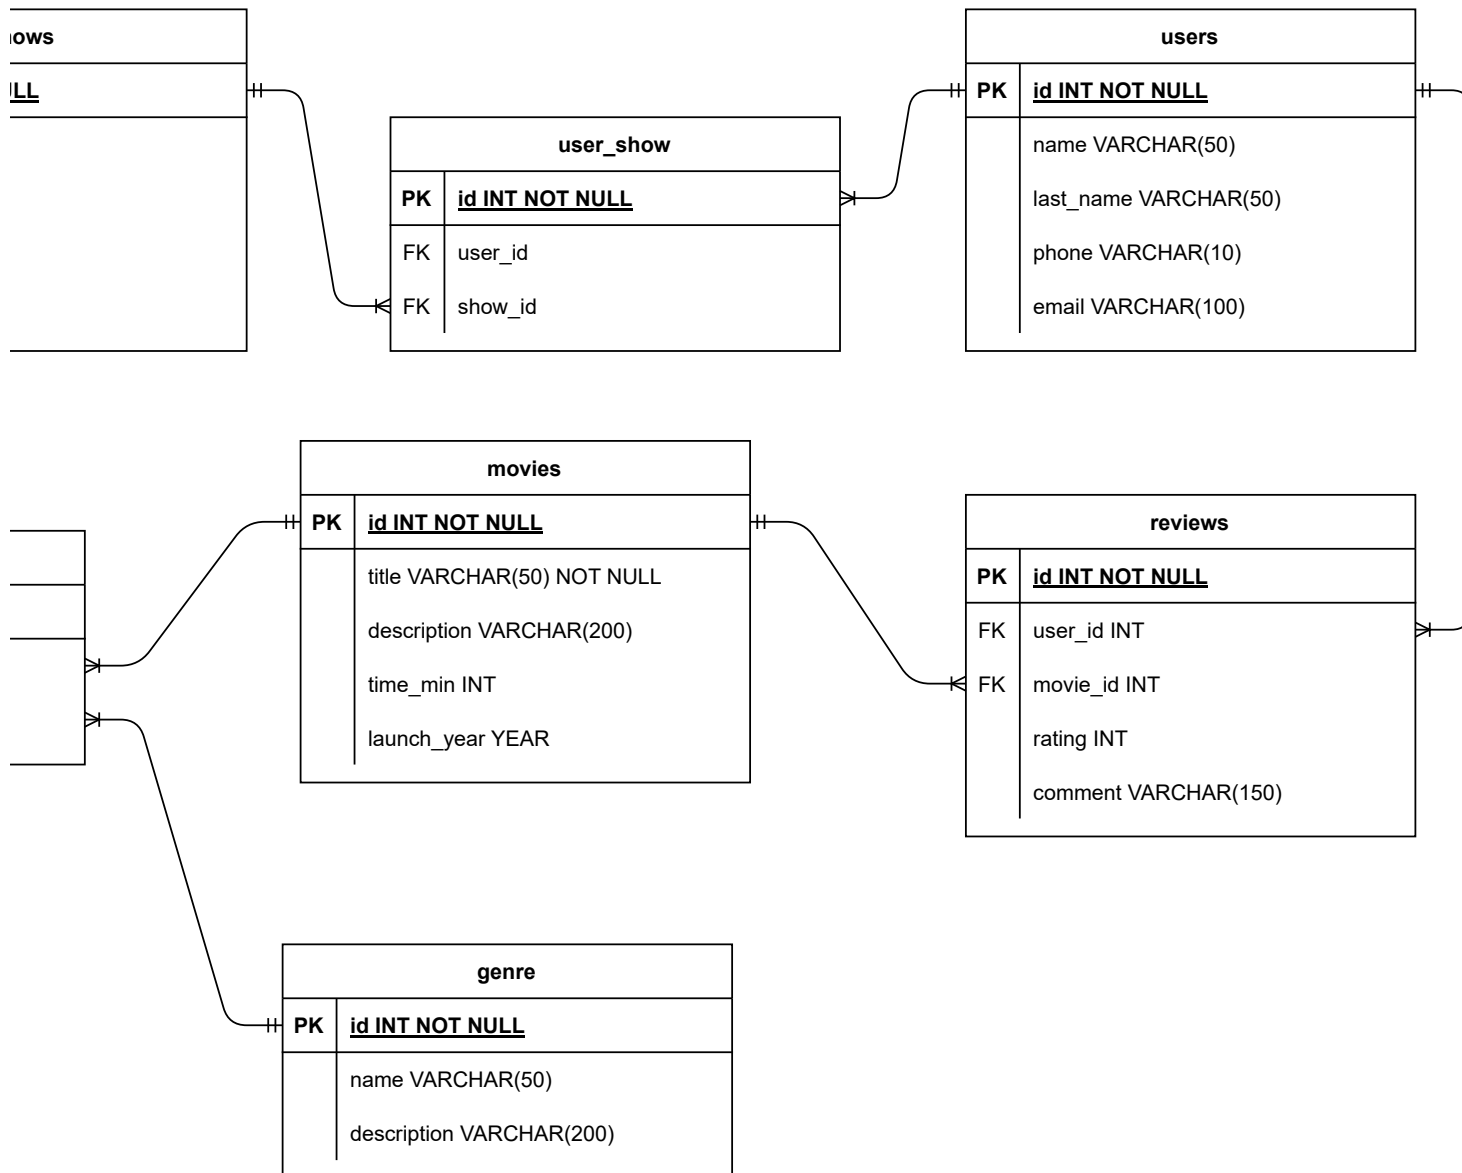 users
PK id INT NOT NULL
name VARCHAR(50)
last_name VARCHAR(50)
phone VARCHAR(10)
email VARCHAR(100)
user_show
PK id INT NOT NULL
FK user_id
FK show_id
movies
PK id INT NOT NULL
title VARCHAR(50) NOT NULL
description VARCHAR(200)
time_min INT
launch_year YEAR
reviews
PK id INT NOT NULL
FK user_id INT
FK movie_id INT
rating INT
comment VARCHAR(150)
genre
PK id INT NOT NULL
name VARCHAR(50)
description VARCHAR(200)